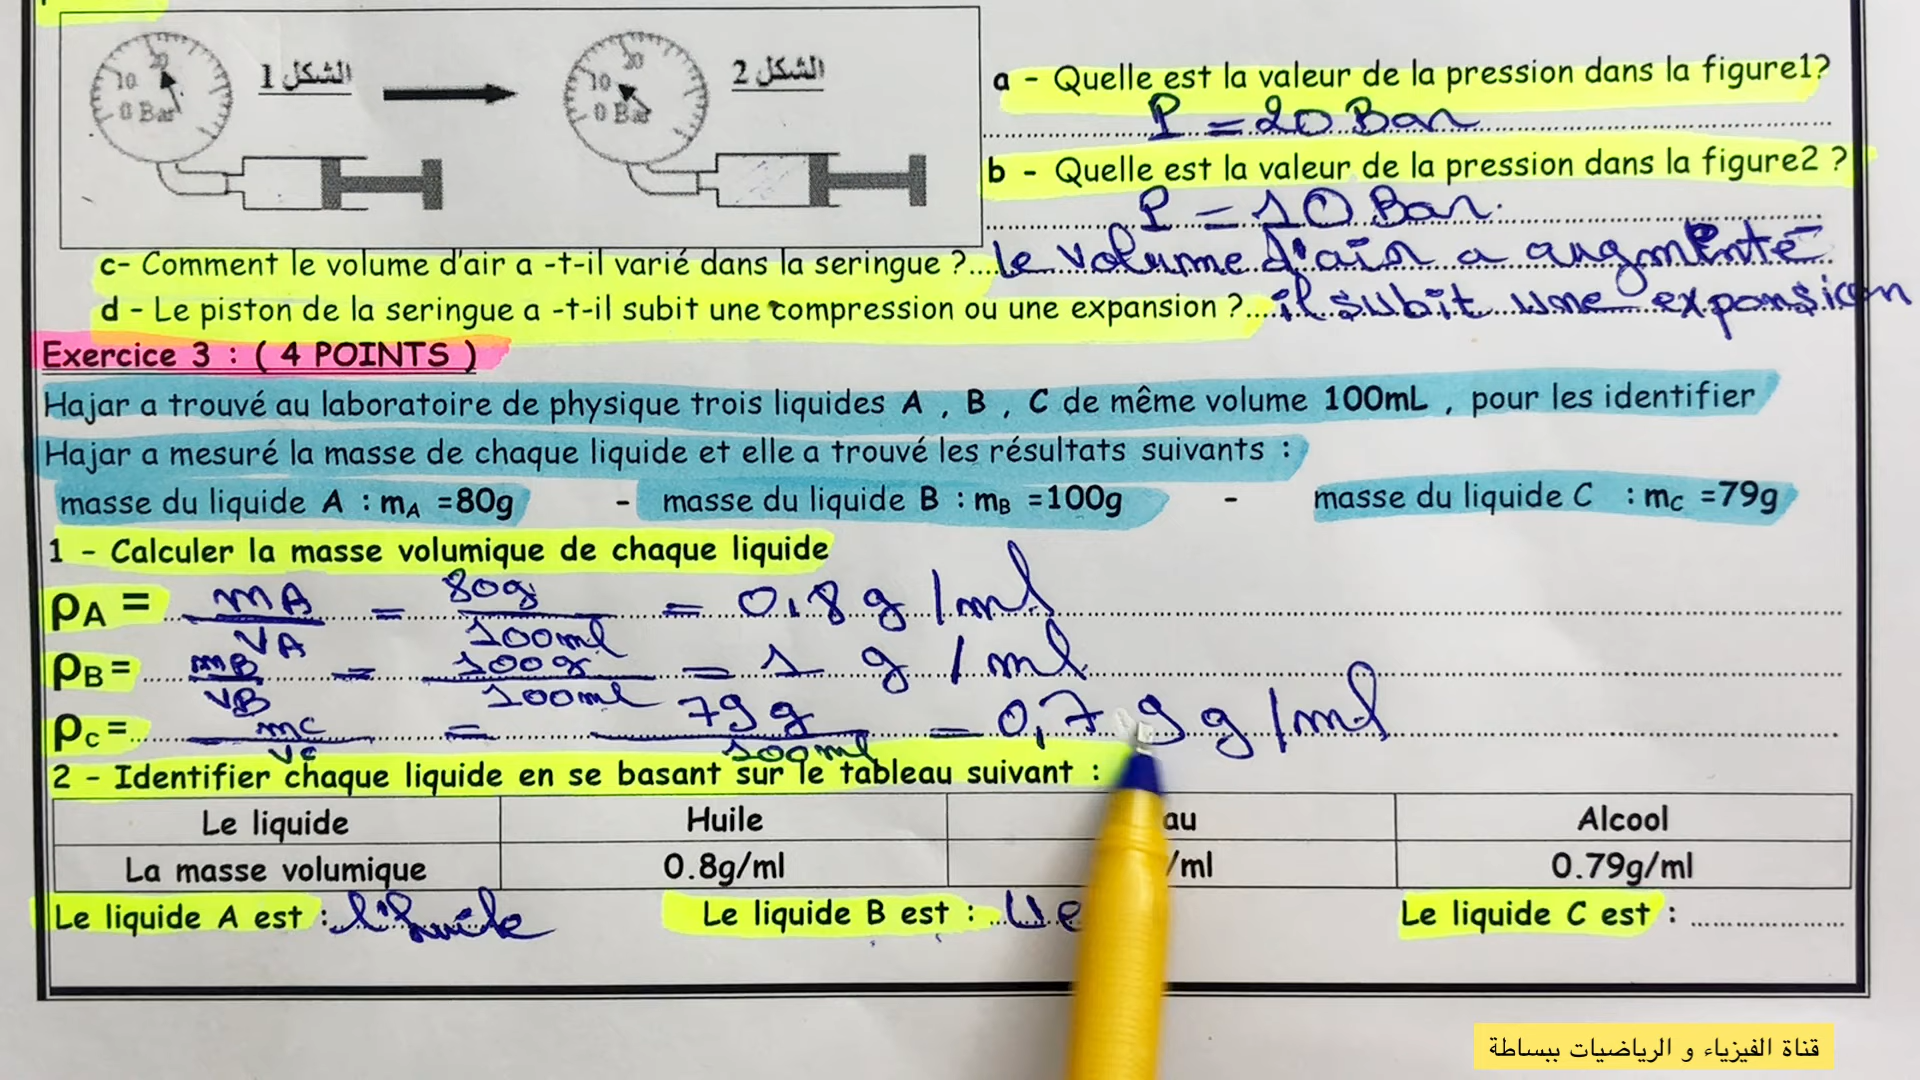 20
10
0 Bar
الشكل 1
20
10
0 Bar
الشكل 2
a - Quelle est la valeur de la pression dans la figure1?
P = 20 Bar
b - Quelle est la valeur de la pression dans la figure2 ?
P = 10 Bar.
c- Comment le volume d'air a -t-il varié dans la seringue ?....le volume d'air a augmenté
d - Le piston de la seringue a -t-il subit une compression ou une expansion ?....il subit une expansion
Exercice 3 : ( 4 POINTS )
Hajar a trouvé au laboratoire de physique trois liquides A , B , C de même volume 100mL , pour les identifier
Hajar a mesuré la masse de chaque liquide et elle a trouvé les résultats suivants :
masse du liquide A : mA =80g - masse du liquide B : mB =100g - masse du liquide C : mC =79g
1 - Calculer la masse volumique de chaque liquide
ρA = mA / VA = 80g / 100ml = 0,8 g /ml
ρB = mB / VB = 100g / 100ml = 1 g /ml
ρc = mc / vc = 79g / 100ml = 0,79 g /ml
2 - Identifier chaque liquide en se basant sur le tableau suivant :
Le liquide Huile au Alcool
La masse volumique 0.8g/ml /ml 0.79g/ml
Le liquide A est : l'huile Le liquide B est : Le liquide C est :
قناة الفيزياء و الرياضيات ببساطة